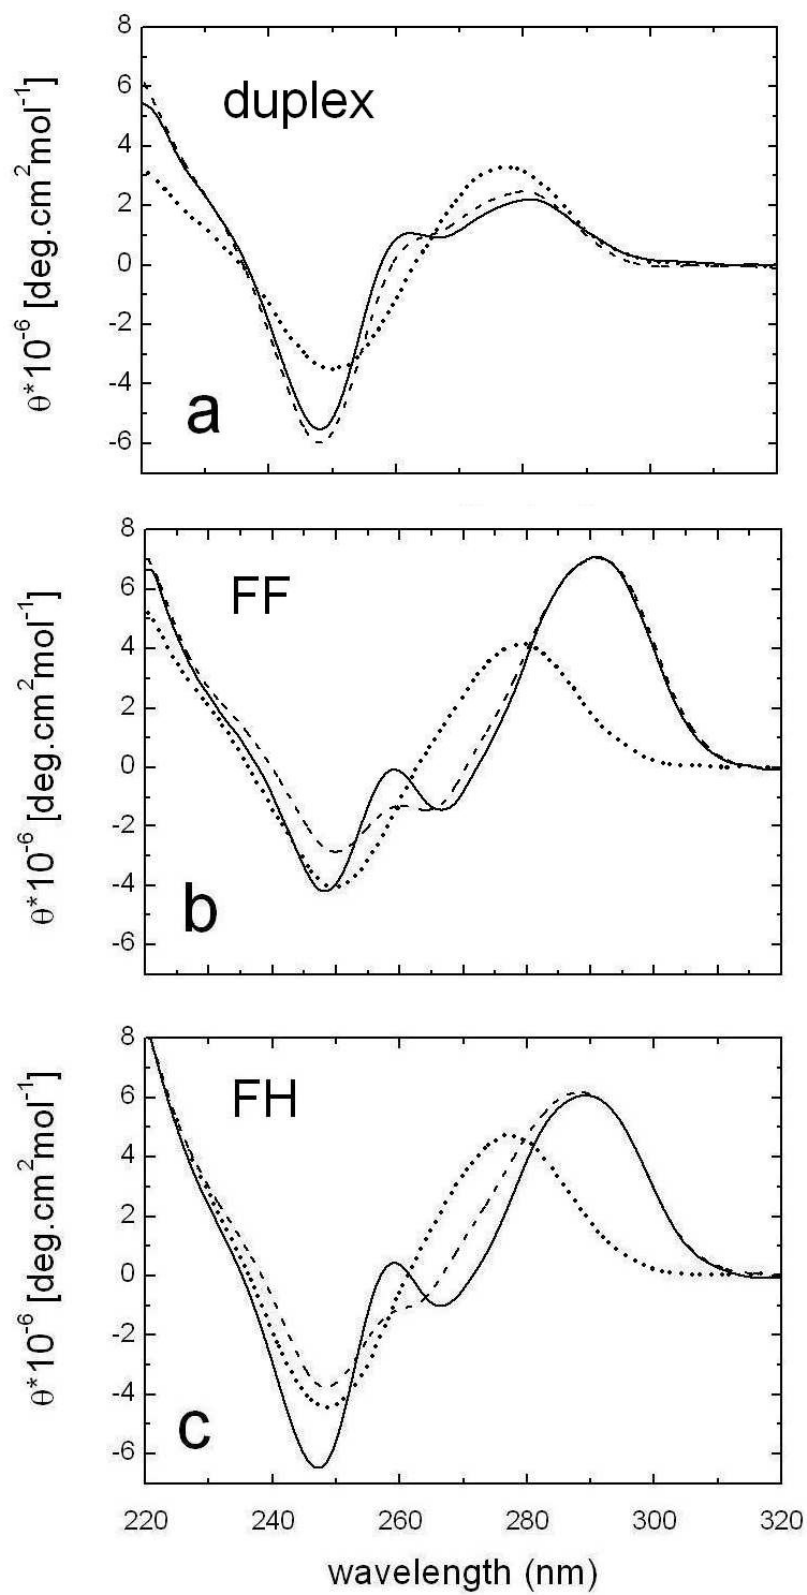 8
6
4
2
0
-2
-4
-6
θ*10⁻⁶ [deg.cm²mol⁻¹]
duplex
a
8
6
4
2
0
-2
-4
-6
θ*10⁻⁶ [deg.cm²mol⁻¹]
FF
b
8
6
4
2
0
-2
-4
-6
θ*10⁻⁶ [deg.cm²mol⁻¹]
FH
c
220 240 260 280 300 320
wavelength (nm)